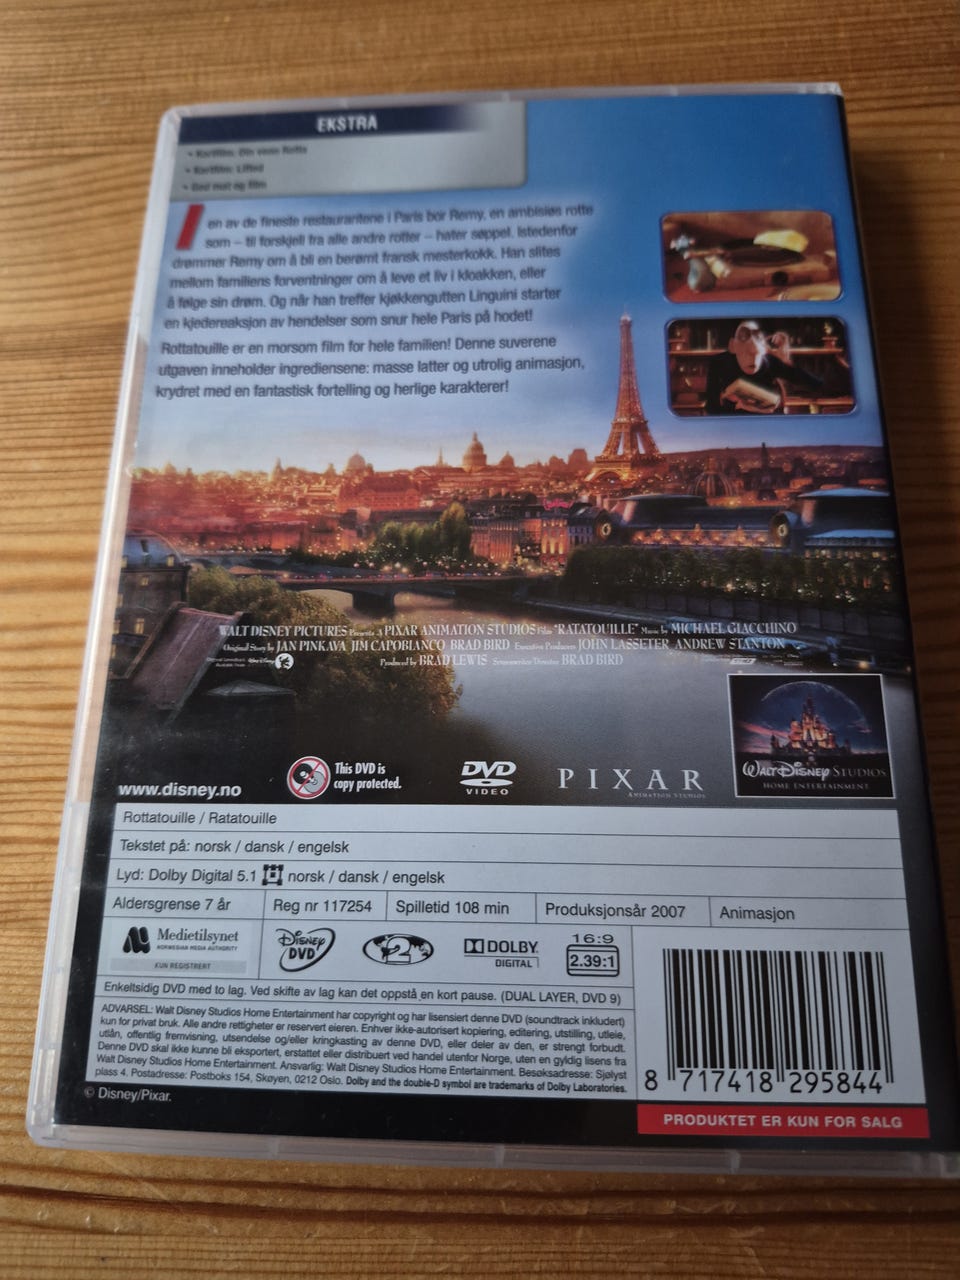 EKSTRA
• Kortfilm: Din venn Rotta
• Kortfilm: Lifted
• God mat og film
I en av de fineste restaurantene i Paris bor Remy, en ambisiøs rotte
som – til forskjell fra alle andre rotter – hater søppel. Istedenfor
drømmer Remy om å bli en berømt fransk mesterkokk. Han slites
mellom familiens forventninger om å leve et liv i kloakken, eller
å følge sin drøm. Og når han treffer kjøkkengutten Linguini starter
en kjedereaksjon av hendelser som snur hele Paris på hodet!
Rottatouille er en morsom film for hele familien! Denne suverene
utgaven inneholder ingrediensene: masse latter og utrolig animasjon,
krydret med en fantastisk fortelling og herlige karakterer!
WALT DISNEY PICTURES Presents A PIXAR ANIMATION STUDIOS Film "RATATOUILLE" Music by MICHAEL GIACCHINO
Original Story by JAN PINKAVA JIM CAPOBIANCO BRAD BIRD Executive Producers JOHN LASSETER ANDREW STANTON
Produced by BRAD LEWIS Screenwriter Director BRAD BIRD
WALT DISNEY STUDIOS
HOME ENTERTAINMENT
www.disney.no
This DVD is
copy protected.
DVD
VIDEO
PIXAR
ANIMATION STUDIOS
Rottatouille / Ratatouille
Tekstet på: norsk / dansk / engelsk
Lyd: Dolby Digital 5.1 norsk / dansk / engelsk
Aldersgrense 7 år
Reg nr 117254
Spilletid 108 min
Produksjonsår 2007
Animasjon
Medietilsynet
NORWEGIAN MEDIA AUTHORITY
KUN REGISTRERT
DISNEY
DVD
2
DOLBY
DIGITAL
16:9
2.39:1
Enkeltsidig DVD med to lag. Ved skifte av lag kan det oppstå en kort pause. (DUAL LAYER, DVD 9)
ADVARSEL: Walt Disney Studios Home Entertainment har copyright og har lisensiert denne DVD (soundtrack inkludert)
kun for privat bruk. Alle andre rettigheter er reservert eieren. Enhver ikke-autorisert kopiering, editering, utstilling, utleie,
utlån, offentlig fremvisning, utsendelse og/eller kringkasting av denne DVD, eller deler av den, er strengt forbudt.
Denne DVD skal ikke kunne bli eksportert, erstattet eller distribuert ved handel utenfor Norge, uten en gyldig lisens fra
Walt Disney Studios Home Entertainment. Ansvarlig: Walt Disney Studios Home Entertainment. Besøksadresse: Sjølyst
plass 4. Postadresse: Postboks 154, Skøyen, 0212 Oslo. Dolby and the double-D symbol are trademarks of Dolby Laboratories.
8 717418 295844
© Disney/Pixar.
PRODUKTET ER KUN FOR SALG